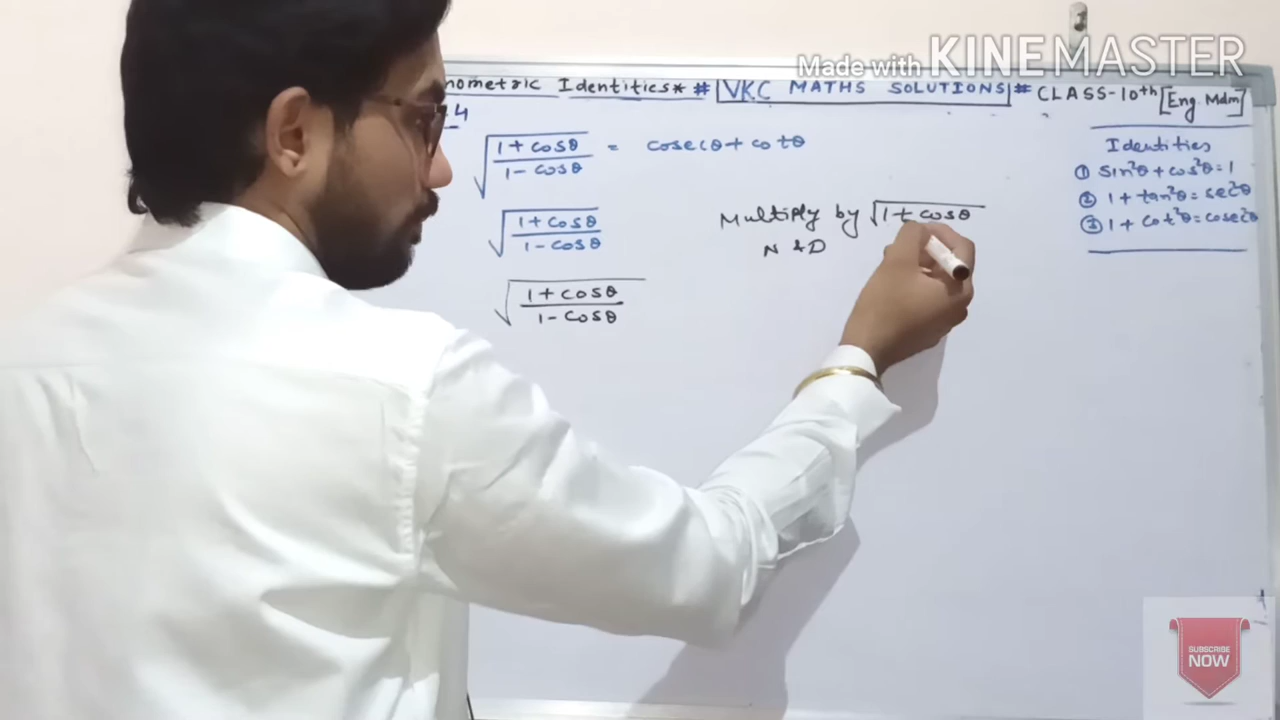 Made with KINEMASTER
nometric Identities* # VKC MATHS SOLUTIONS # CLASS-10th [Eng. Mdm]
.4
√(1 + cosθ / 1 - cosθ) = cosecθ + cotθ
√(1 + cosθ / 1 - cosθ)
Multiply by √1 + cosθ
N & D
√(1 + cosθ / 1 - cosθ)
Identities
① sin²θ + cos²θ = 1
② 1 + tan²θ = sec²θ
③ 1 + cot²θ = cosec²θ
SUBSCRIBE
NOW